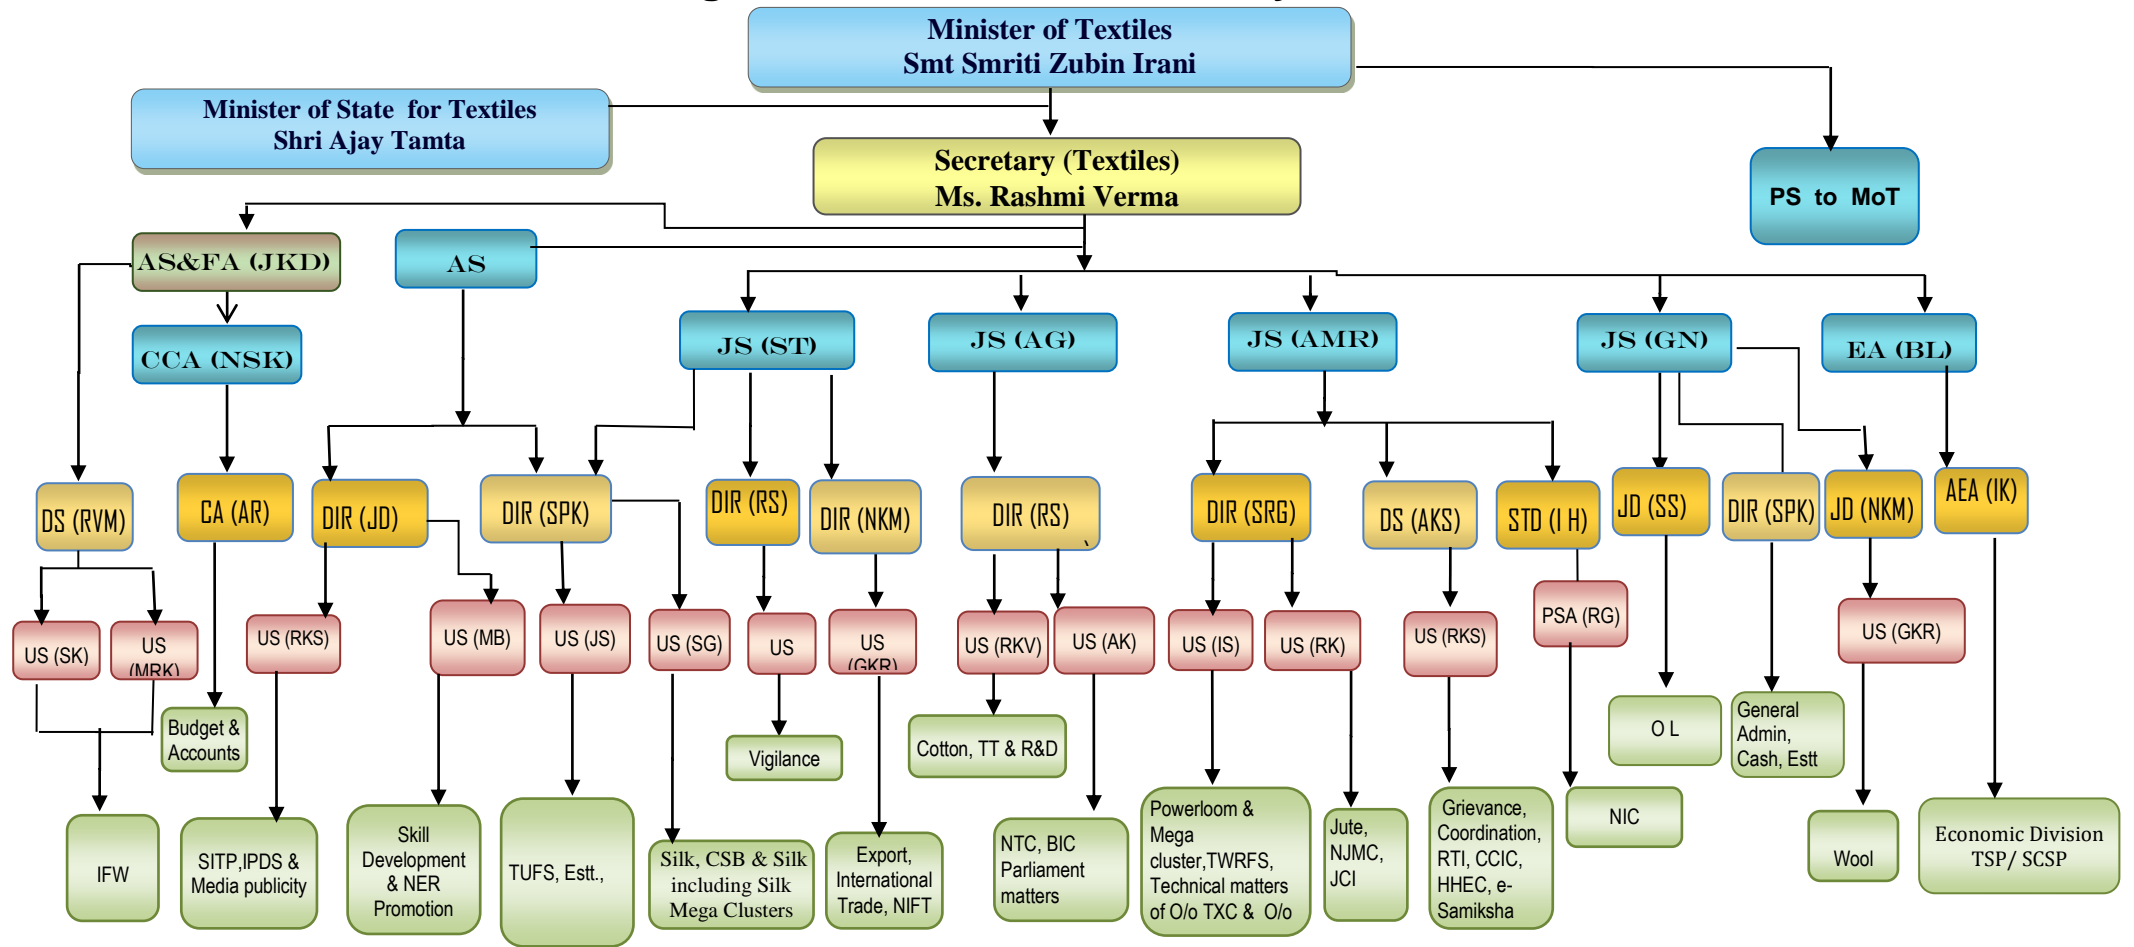 Minister of Textiles
Smt Smriti Zubin Irani
Minister of State for Textiles
Shri Ajay Tamta
Secretary (Textiles)
Ms. Rashmi Verma
PS to MoT
AS&FA (JKD)
AS
CCA (NSK)
JS (ST)
JS (AG)
JS (AMR)
JS (GN)
EA (BL)
DS (RVM)
CA (AR)
DIR (JD)
DIR (SPK)
DIR (RS)
DIR (NKM)
DIR (RS)
DIR (SRG)
DS (AKS)
STD (I H)
JD (SS)
DIR (SPK)
JD (NKM)
AEA (IK)
US (SK)
US
(MRK)
US (RKS)
US (MB)
US (JS)
US (SG)
US
US
(GKR)
US (RKV)
US (AK)
US (IS)
US (RK)
US (RKS)
PSA (RG)
US (GKR)
Budget &
Accounts
Vigilance
Cotton, TT & R&D
O L
General
Admin,
Cash, Estt
IFW
SITP,IPDS &
Media publicity
Skill
Development
& NER
Promotion
TUFS, Estt.,
Silk, CSB & Silk
including Silk
Mega Clusters
Export,
International
Trade, NIFT
NTC, BIC
Parliament
matters
Powerloom &
Mega
cluster,TWRFS,
Technical matters
of O/o TXC & O/o
Jute,
NJMC,
JCI
Grievance,
Coordination,
RTI, CCIC,
HHEC, e-
Samiksha
NIC
Wool
Economic Division
TSP/ SCSP